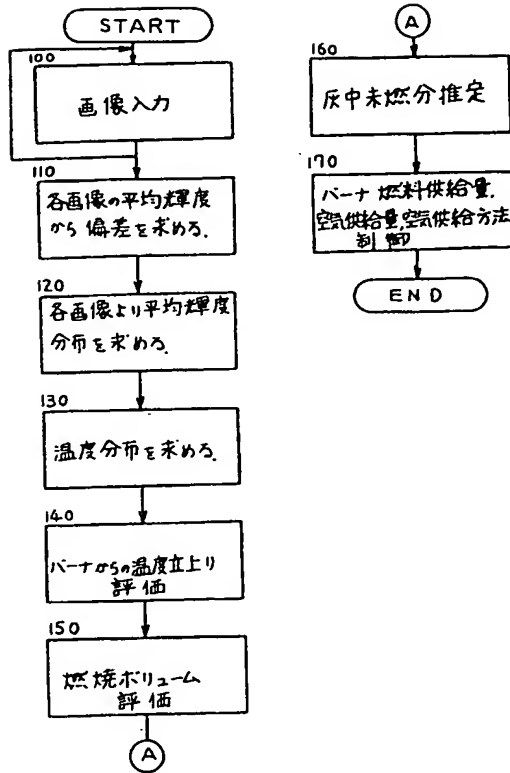 START
100
画像入力
110
各画像の平均輝度
から偏差を求める.
120
各画像より平均輝度
分布を求める.
130
温度分布を求める.
140
バーナからの温度立上り
評価
150
燃焼ボリューム
評価
A
A
160
灰中未燃分推定
170
バーナ燃料供給量,
空気供給量,空気供給方法
制御
END